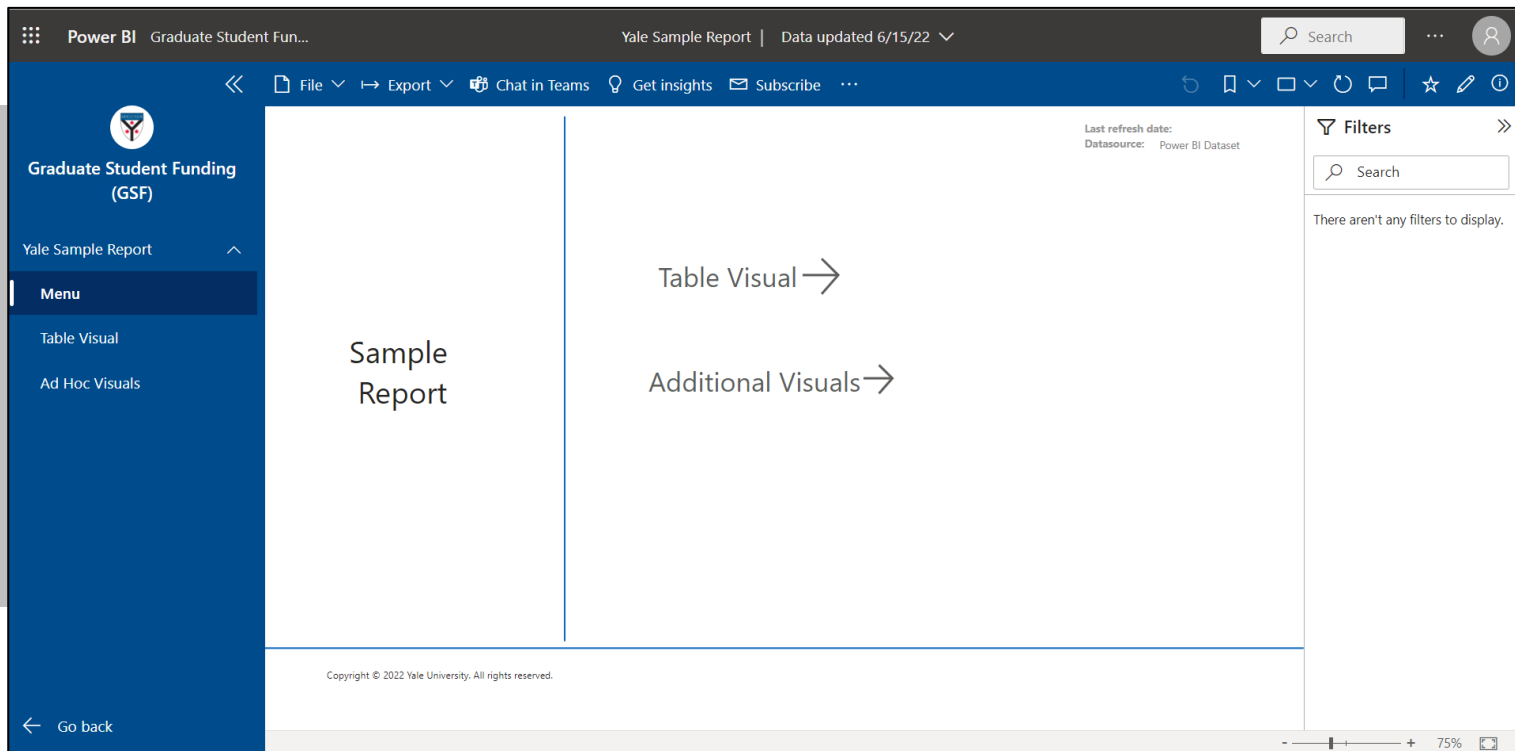 Power BI Graduate Student Fun...
Yale Sample Report | Data updated 6/15/22
Search
File Export Chat in Teams Get insights Subscribe
Graduate Student Funding
(GSF)
Yale Sample Report
Menu
Table Visual
Ad Hoc Visuals
Go back
Sample
Report
Last refresh date:
Datasource: Power BI Dataset
Table Visual
Additional Visuals
Copyright © 2022 Yale University. All rights reserved.
Filters
Search
There aren't any filters to display.
- + 75%